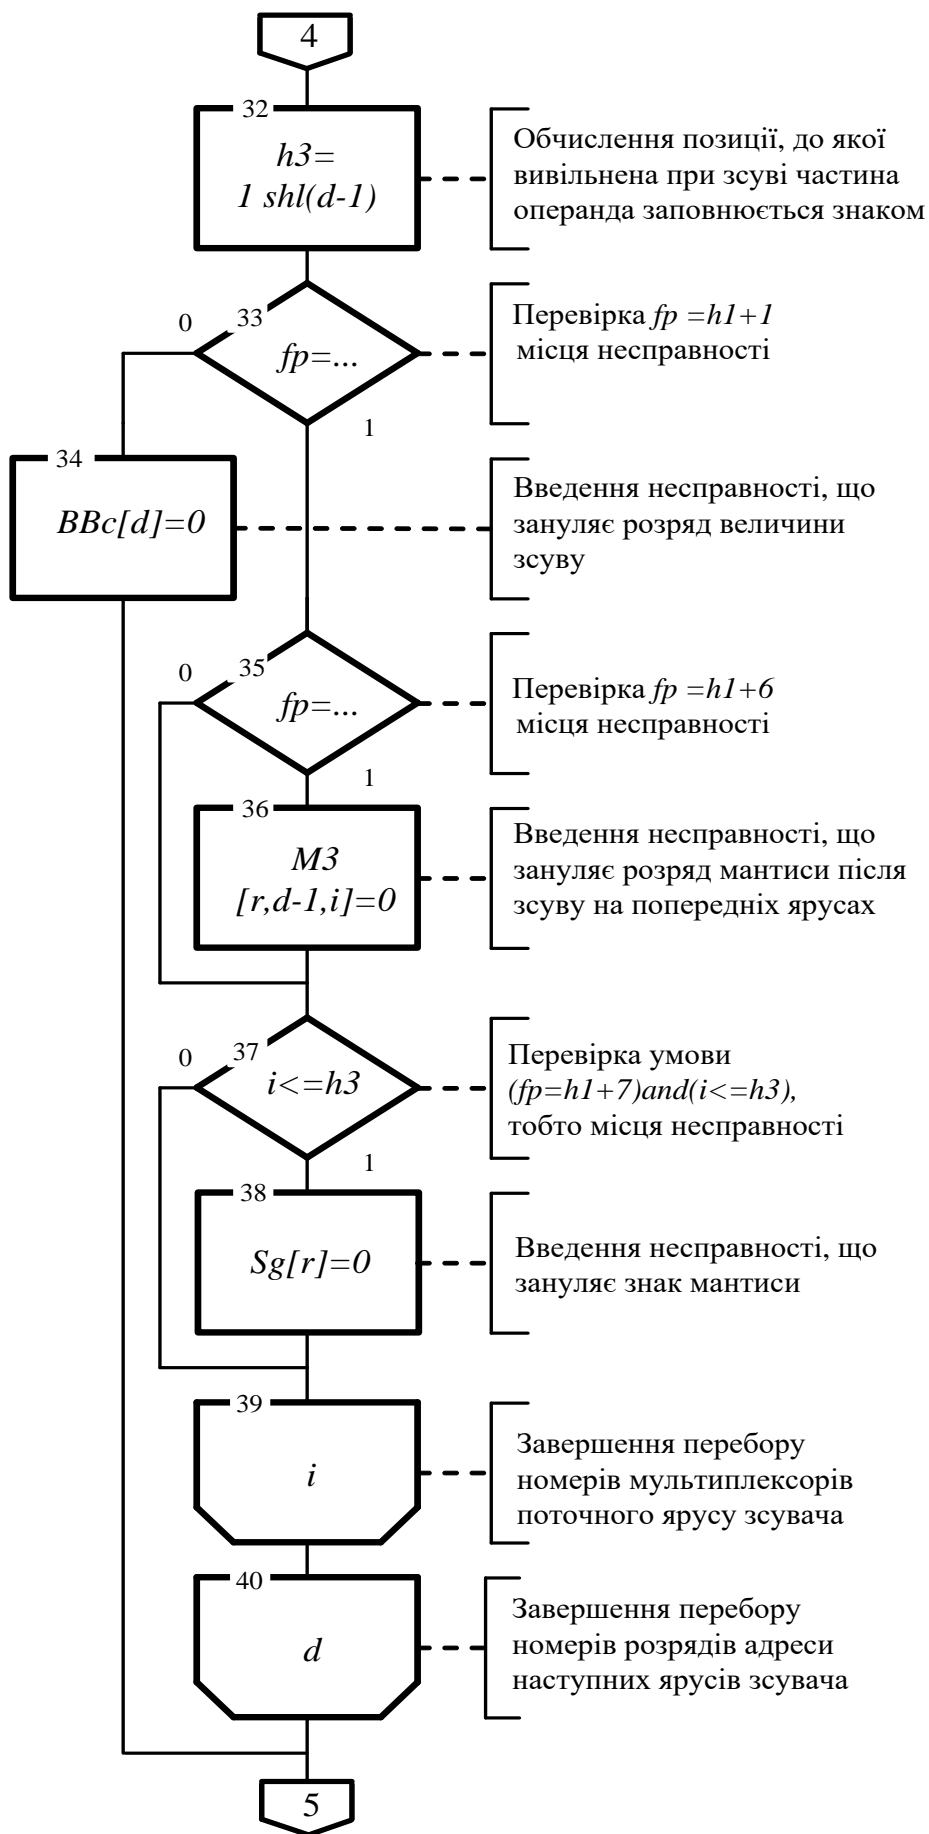 4
32
h3=
1 shl(d-1)
Обчислення позиції, до якої
вивільнена при зсуві частина
операнда заповнюється знаком
0
33
fp=...
1
Перевірка fp =h1+1
місця несправності
34
BBc[d]=0
Введення несправності, що
зануляє розряд величини
зсуву
0
35
fp=...
1
Перевірка fp =h1+6
місця несправності
36
M3
[r,d-1,i]=0
Введення несправності, що
зануляє розряд мантиси після
зсуву на попередніх ярусах
0
37
i<=h3
1
Перевірка умови
(fp=h1+7)and(i<=h3),
тобто місця несправності
38
Sg[r]=0
Введення несправності, що
зануляє знак мантиси
39
i
Завершення перебору
номерів мультиплексорів
поточного ярусу зсувача
40
d
Завершення перебору
номерів розрядів адреси
наступних ярусів зсувача
5